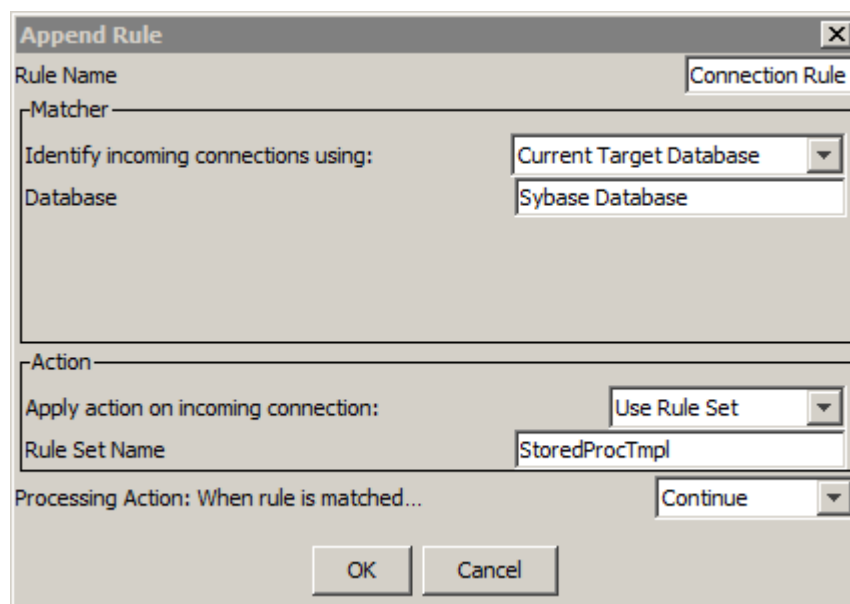 Append Rule
Rule Name Connection Rule
Matcher
Identify incoming connections using: Current Target Database
Database Sybase Database
Action
Apply action on incoming connection: Use Rule Set
Rule Set Name StoredProcTmpl
Processing Action: When rule is matched... Continue
OK Cancel